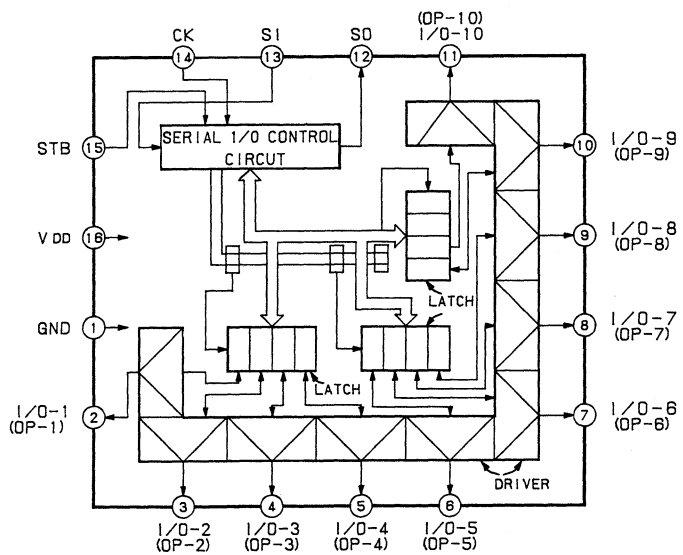 (OP-10)
CK SI SO I/O-10
14 13 12 11
SERIAL I/O CONTROL
CIRCUT
STB 15
10 I/O-9
(OP-9)
VDD 16
9 I/O-8
(OP-8)
LATCH
GND 1
8 I/O-7
(OP-7)
LATCH
I/O-1 2
(OP-1)
7 I/O-6
(OP-6)
DRIVER
3 4 5 6
I/O-2 I/O-3 I/O-4 I/O-5
(OP-2) (OP-3) (OP-4) (OP-5)